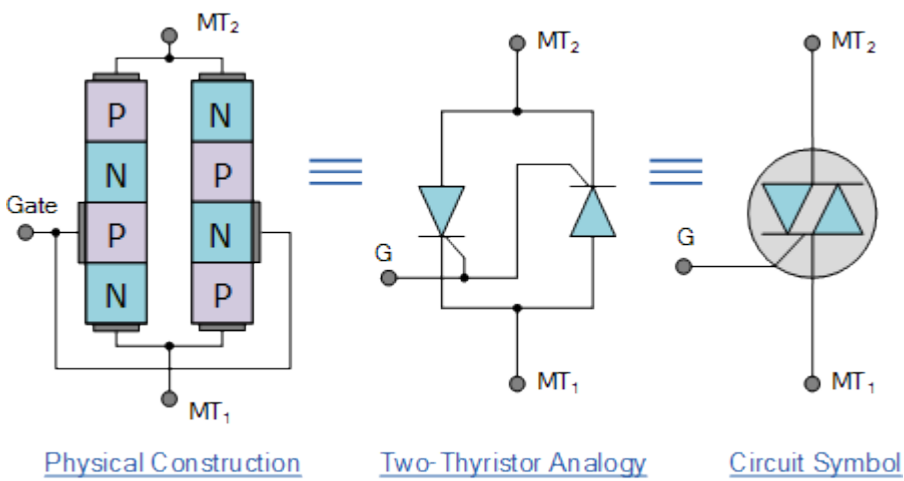 MT₂
P N
N P
Gate
P N
N P
MT₁
Physical Construction
MT₂
G
MT₁
Two-Thyristor Analogy
MT₂
G
MT₁
Circuit Symbol